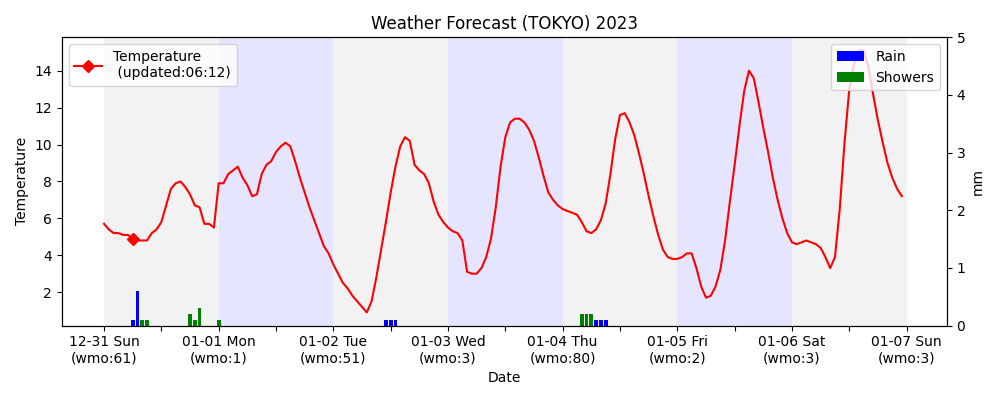 Weather Forecast (TOKYO) 2023
Temperature
(updated:06:12)
Rain
Showers
Temperature
14
12
10
8
6
4
2
5
4
3
2
1
0
mm
12-31 Sun
(wmo:61)
01-01 Mon
(wmo:1)
01-02 Tue
(wmo:51)
01-03 Wed
(wmo:3)
01-04 Thu
(wmo:80)
01-05 Fri
(wmo:2)
01-06 Sat
(wmo:3)
01-07 Sun
(wmo:3)
Date